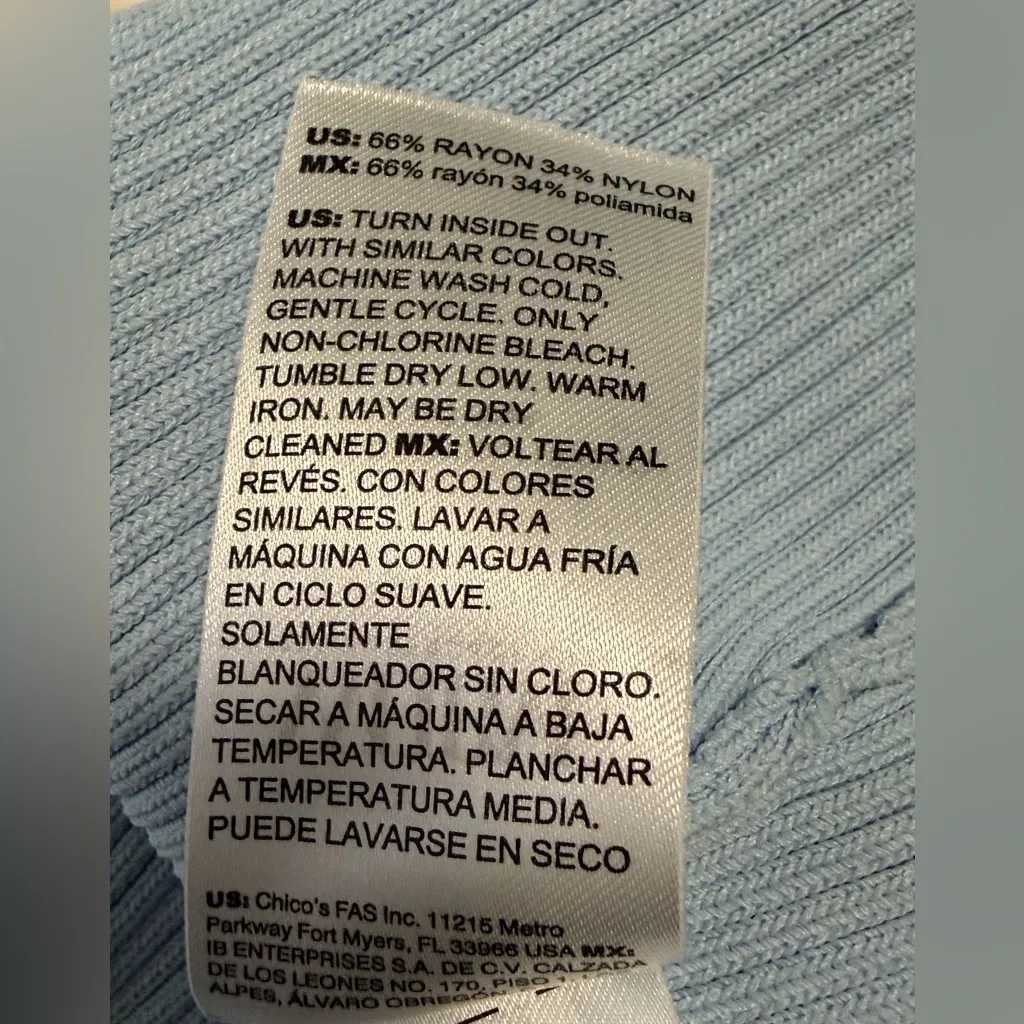 US: 66% RAYON 34% NYLON
MX: 66% rayón 34% poliamida
US: TURN INSIDE OUT.
WITH SIMILAR COLORS.
MACHINE WASH COLD,
GENTLE CYCLE. ONLY
NON-CHLORINE BLEACH.
TUMBLE DRY LOW. WARM
IRON. MAY BE DRY
CLEANED MX: VOLTEAR AL
REVÉS. CON COLORES
SIMILARES. LAVAR A
MÁQUINA CON AGUA FRÍA
EN CICLO SUAVE.
SOLAMENTE
BLANQUEADOR SIN CLORO.
SECAR A MÁQUINA A BAJA
TEMPERATURA. PLANCHAR
A TEMPERATURA MEDIA.
PUEDE LAVARSE EN SECO
US: Chico's FAS Inc. 11215 Metro
Parkway Fort Myers, FL 33966 USA MX:
IB ENTERPRISES S.A. DE C.V. CALZADA
DE LOS LEONES NO. 170, PISO
ALPES, ÁLVARO OBREGÓN